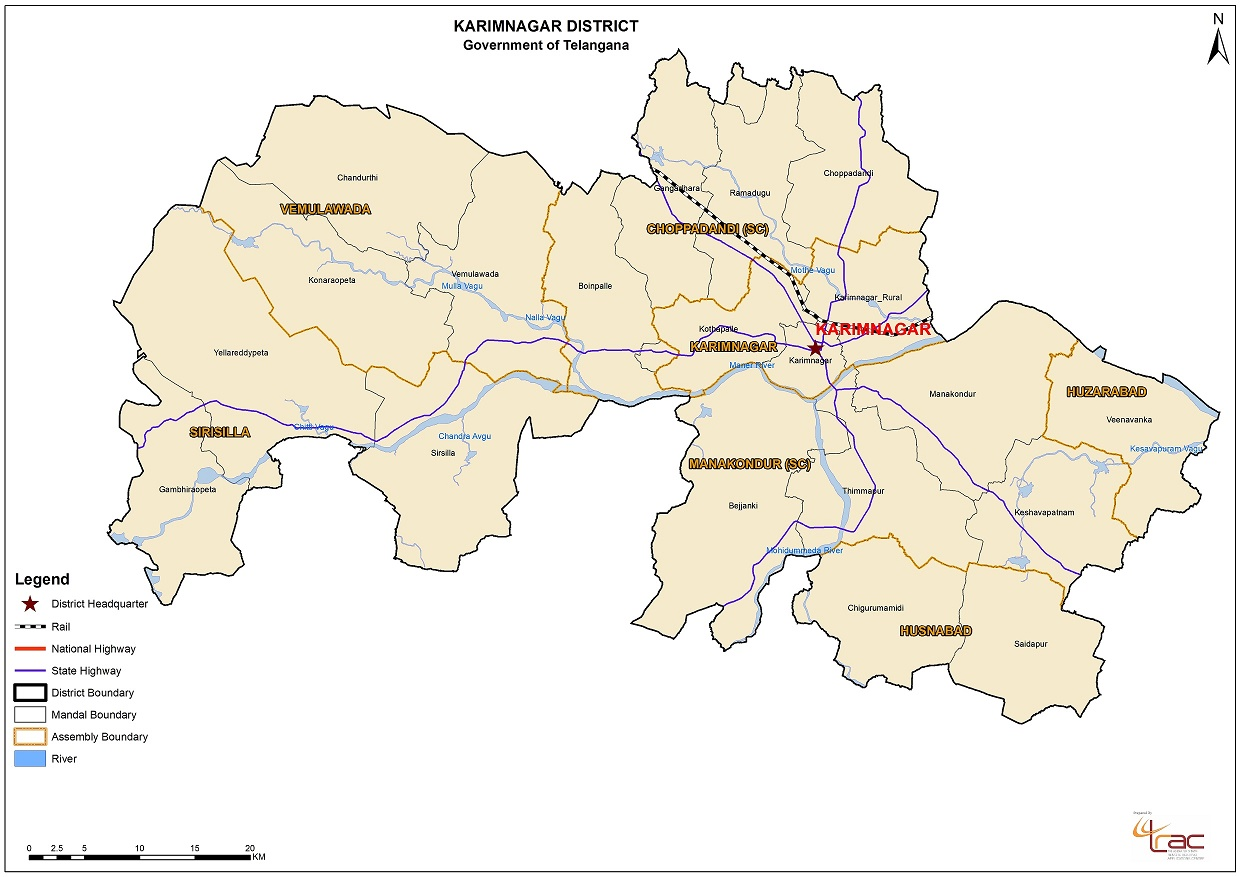 KARIMNAGAR DISTRICT
Government of Telangana
N
Chandurthi
VEMULAWADA
Gangadhara
Ramadugu
Choppadandi
CHOPPADANDI (SC)
Konaraopeta
Vemulawada
Mulla Vagu
Boinpalle
Mothe Vagu
Karimnagar_Rural
Nalla Vagu
Kothapalle
KARIMNAGAR
KARIMNAGAR
Yellareddypeta
Maner River
Karimnagar
Manakondur
HUZARABAD
Veenavanka
SIRISILLA
Chitti Vagu
Chandra Avgu
Sirsilla
Kesavapuram Vagu
MANAKONDUR (SC)
Gambhiraopeta
Thimmapur
Bejjanki
Keshavapatnam
Mohidummeda River
Chigurumamidi
HUSNABAD
Saidapur
Legend
District Headquarter
Rail
National Highway
State Highway
District Boundary
Mandal Boundary
Assembly Boundary
River
0 2.5 5 10 15 20
KM
Prepared by
trac